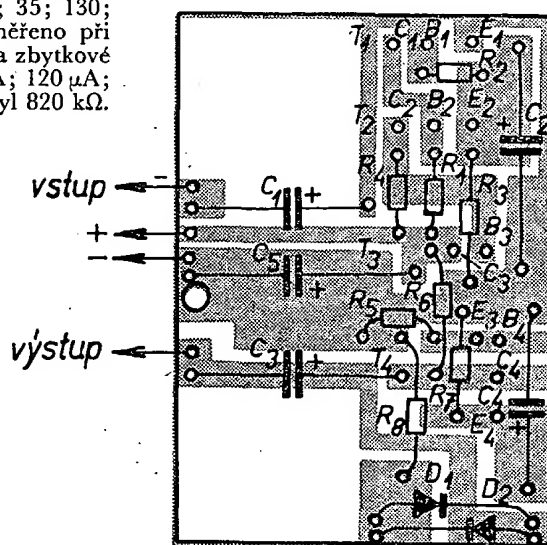 ; 35; 130;
něřeno při
a zbytkové
A; 120 μA;
yl 820 kΩ.
T1 C1 B1 E1
R2
T2 C2 B2 E2
+ C2
R4 R1 R3
vstup -
C1 +
+
-
B3
T3 C3
C5 +
R6
R5 E3 B4
výstup
C3 + T4 C4
R7 C4
R8 E4 +
D1 D2